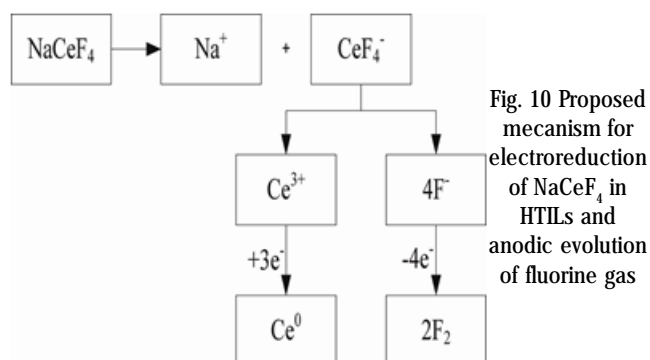 NaCeF₄ Na⁺ + CeF₄⁻
Ce³⁺ 4F⁻
+3e⁻ -4e⁻
Ce⁰ 2F₂
Fig. 10 Proposed
mecanism for
electroreduction
of NaCeF₄ in
HTILs and
anodic evolution
of fluorine gas